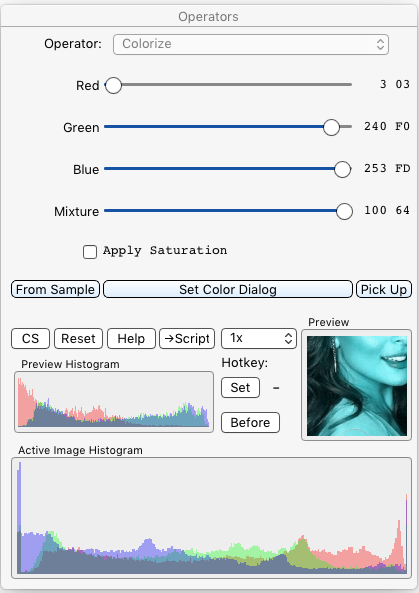 Operators
Operator: Colorize
Red 3 03
Green 240 F0
Blue 253 FD
Mixture 100 64
Apply Saturation
From Sample Set Color Dialog Pick Up
CS Reset Help →Script 1x Preview
Preview Histogram Hotkey:
Set –
Before
Active Image Histogram